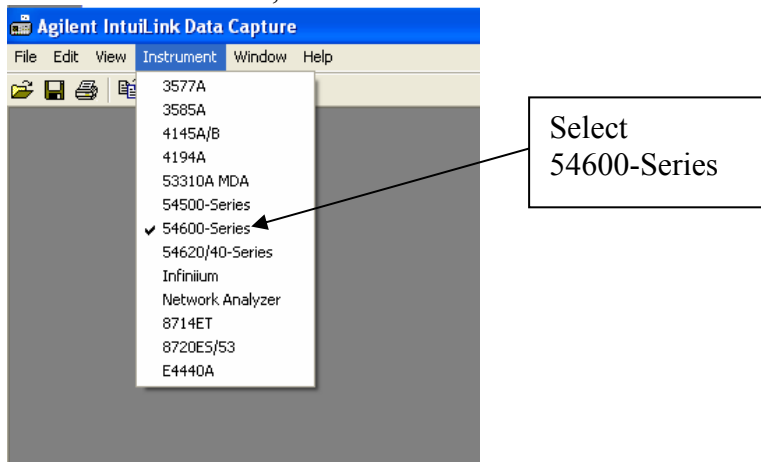 Agilent IntuiLink Data Capture
File Edit View Instrument Window Help
3577A
3585A
4145A/B
4194A
53310A MDA
54500-Series
✓ 54600-Series
54620/40-Series
Infiniium
Network Analyzer
8714ET
8720ES/53
E4440A
Select
54600-Series